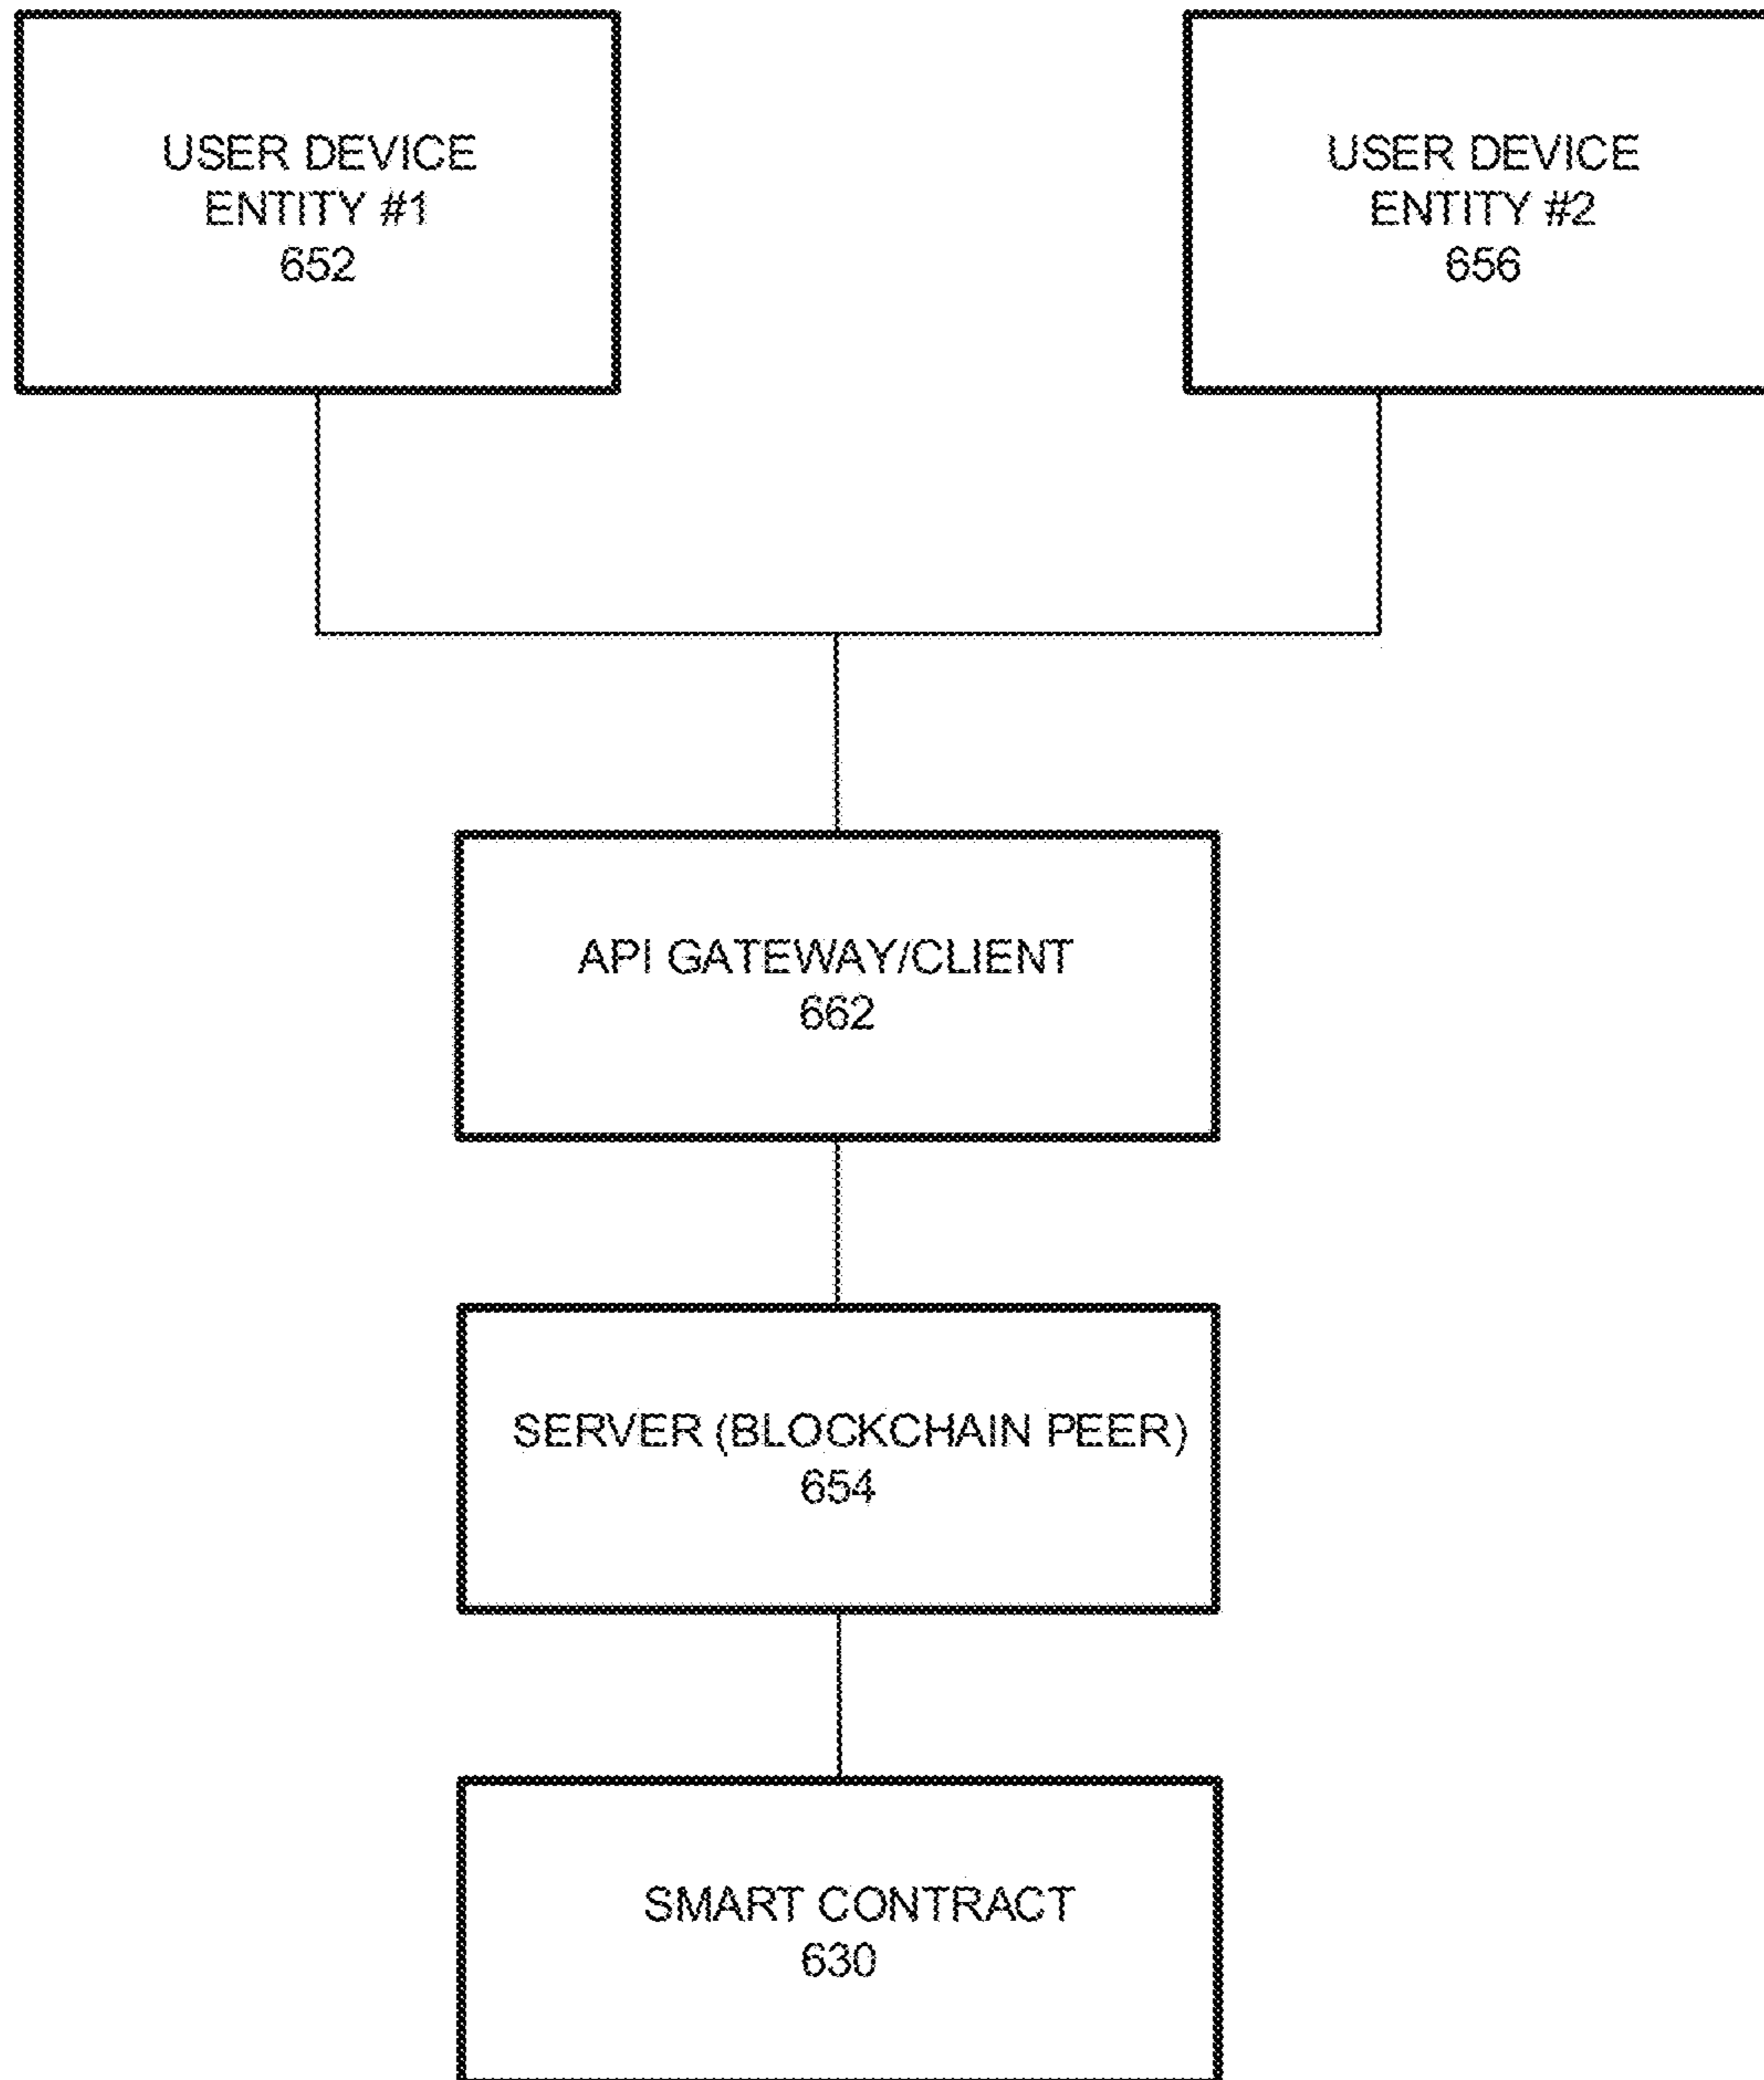 USER DEVICE
ENTITY #1
652
USER DEVICE
ENTITY #2
656
API GATEWAY/CLIENT
662
SERVER (BLOCKCHAIN PEER)
654
SMART CONTRACT
630